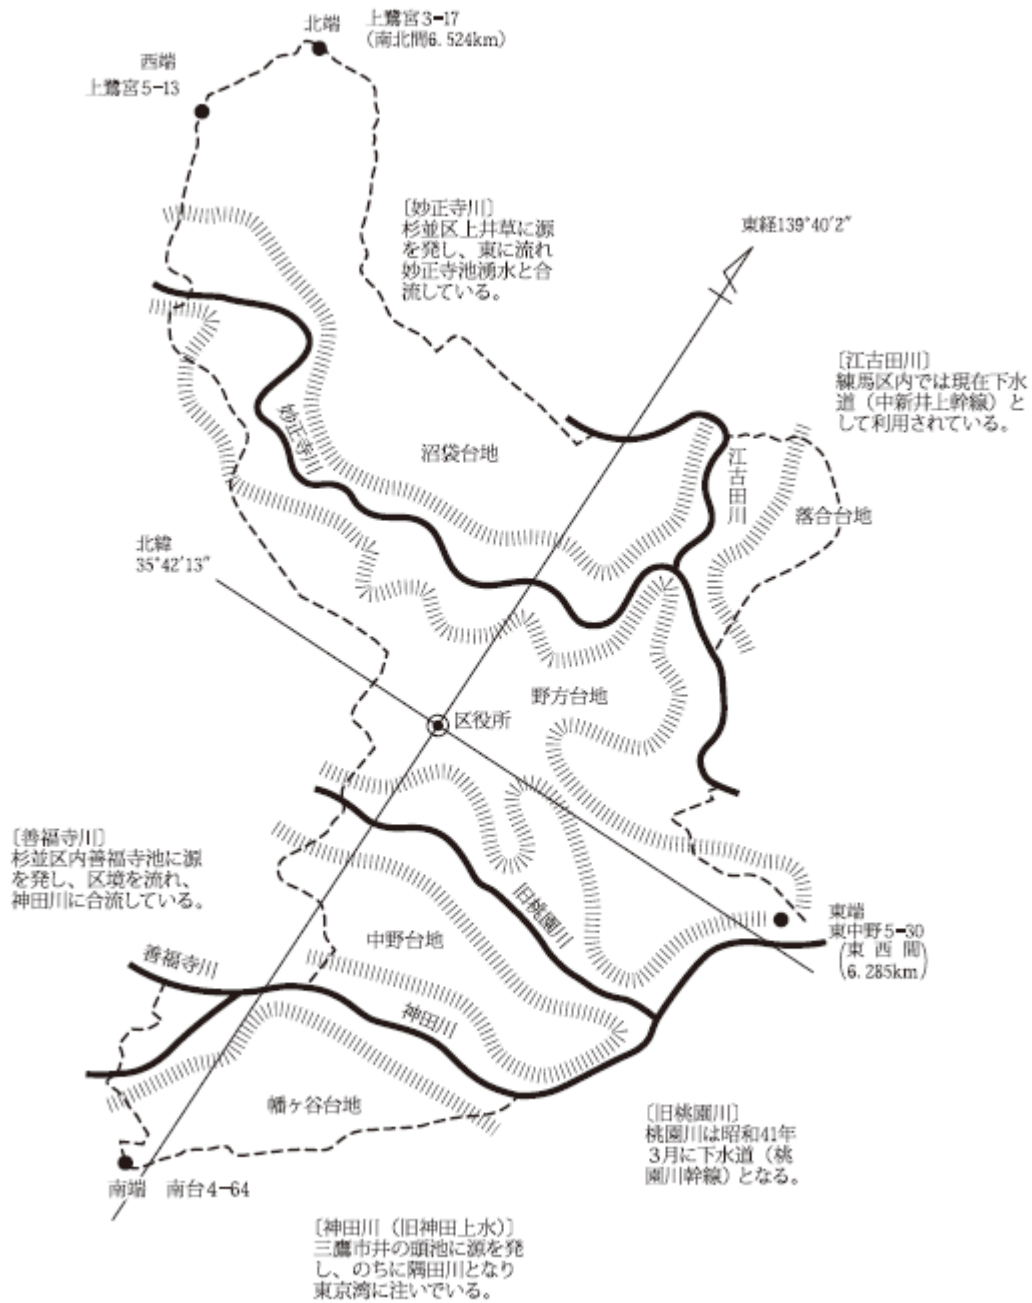 北端
上鷺宮3-17
(南北間6.524km)
西端
上鷺宮5-13
〔妙正寺川〕
杉並区上井草に源
を発し、東に流れ
妙正寺池湧水と合
流している。
東経139°40′2″
〔江古田川〕
練馬区内では現在下水
道（中新井上幹線）と
して利用されている。
妙正寺川
沼袋台地
江古田川
落合台地
北緯
35°42′13″
野方台地
区役所
〔善福寺川〕
杉並区内善福寺池に源
を発し、区境を流れ、
神田川に合流している。
旧桃園川
中野台地
東端
東中野5-30
(東西間
6.285km)
善福寺川
神田川
幡ヶ谷台地
〔旧桃園川〕
桃園川は昭和41年
3月に下水道（桃
園川幹線）となる。
南端 南台4-64
〔神田川（旧神田上水）〕
三鷹市井の頭池に源を発
し、のちに隅田川となり
東京湾に注いでいる。